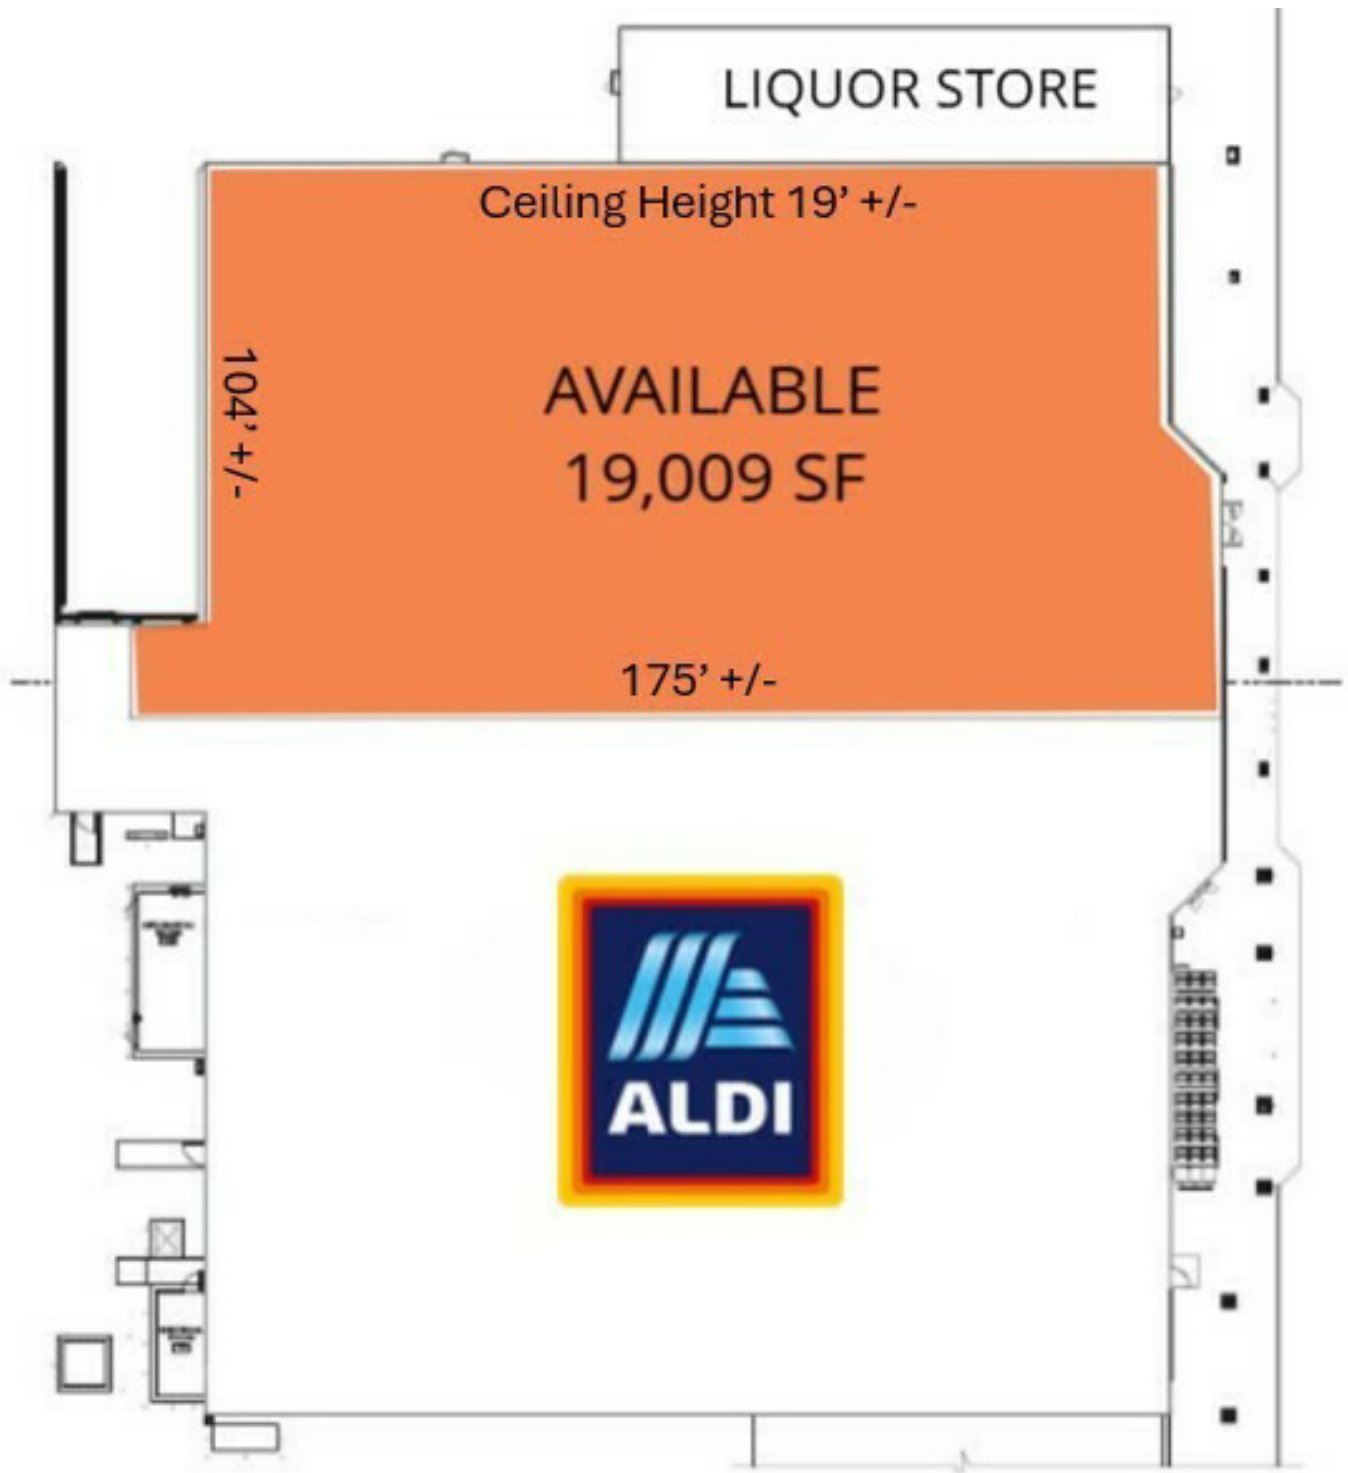 LIQUOR STORE
Ceiling Height 19’ +/-
104’ +/-
AVAILABLE
19,009 SF
175’ +/-
ALDI